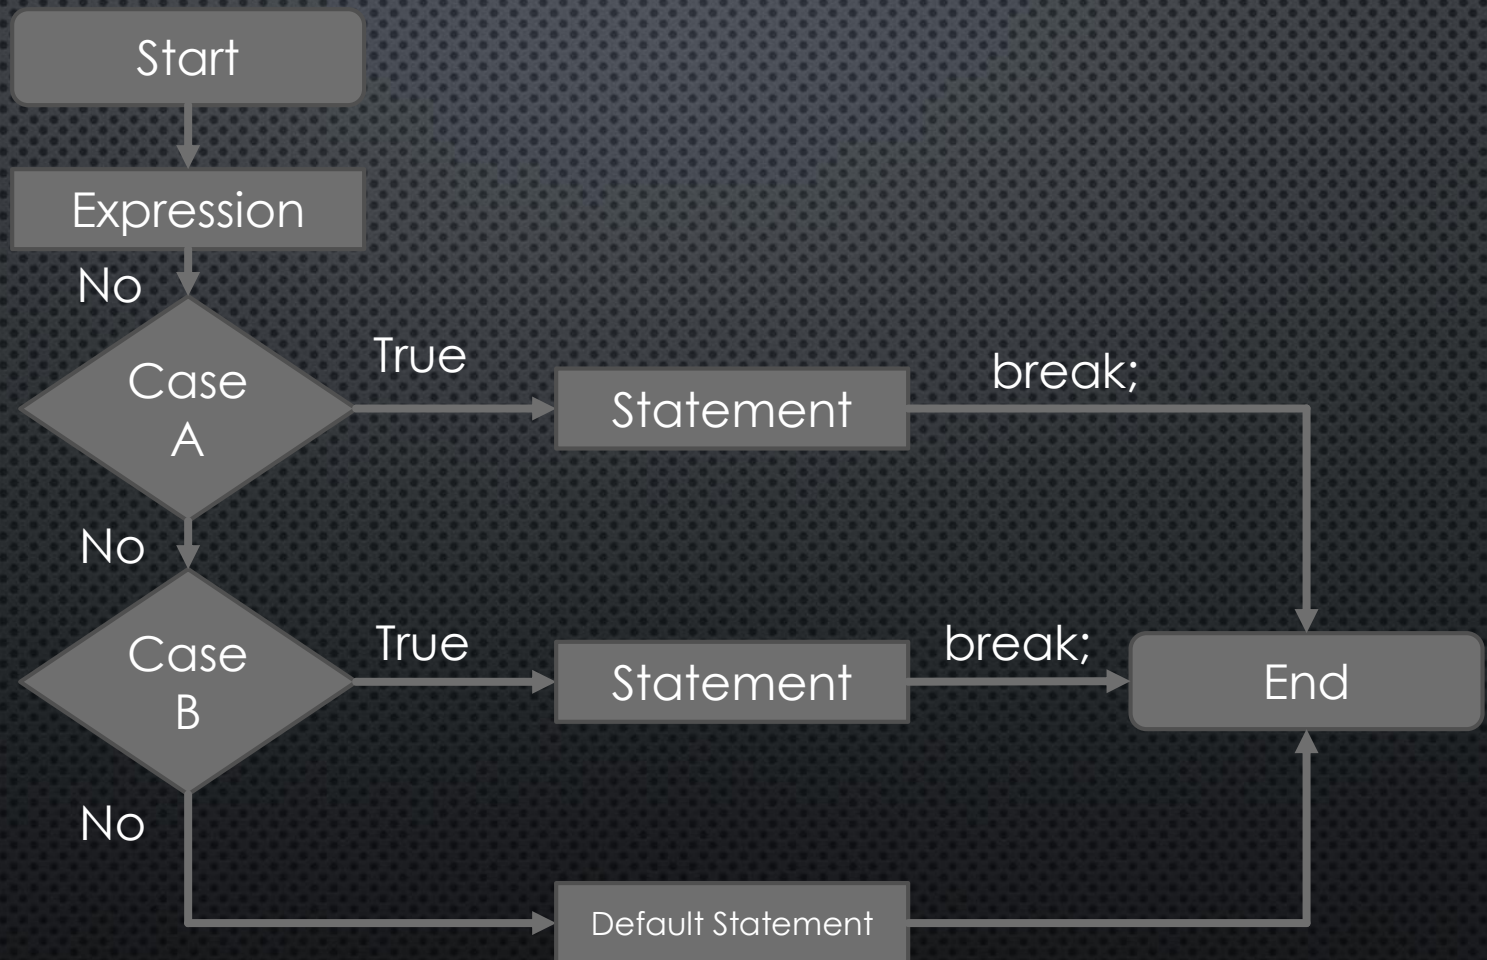 Start
Expression
No
Case
A
True
Statement
break;
No
Case
B
True
Statement
break;
End
No
Default Statement